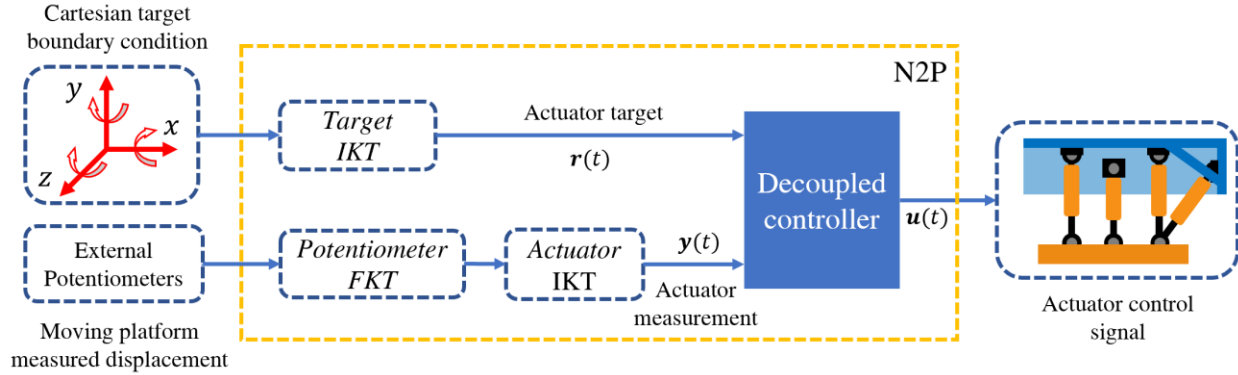 Cartesian target
boundary condition
y
x
z
External
Potentiometers
Moving platform
measured displacement
N2P
Target
IKT
Actuator target
r(t)
Potentiometer
FKT
Actuator
IKT
y(t)
Actuator
measurement
Decoupled
controller
u(t)
Actuator control
signal